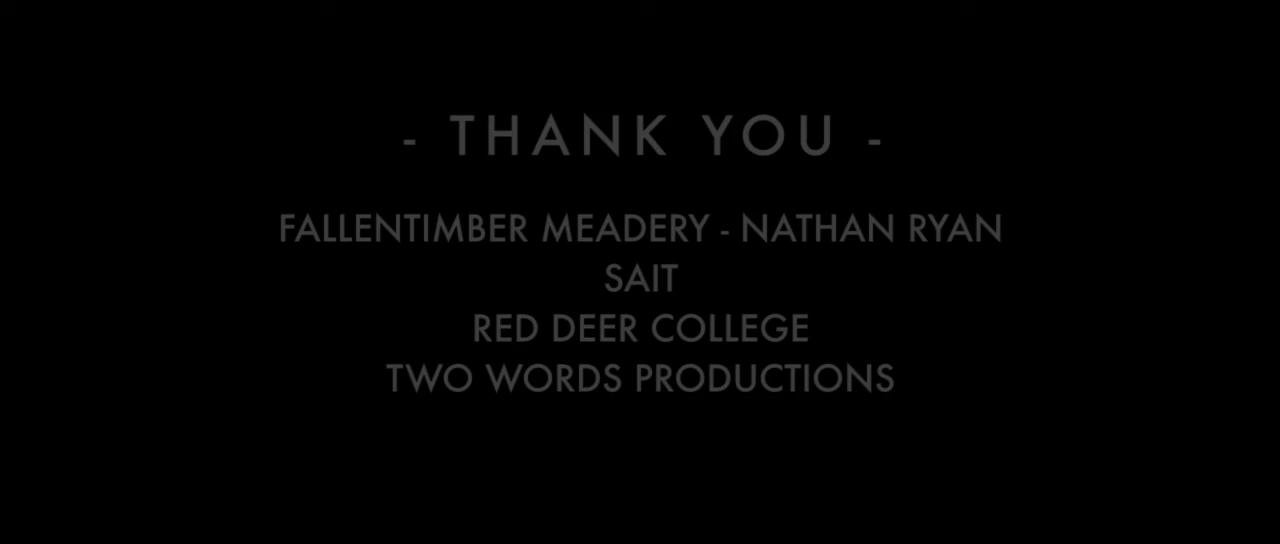 - THANK YOU -
FALLENTIMBER MEADERY - NATHAN RYAN
SAIT
RED DEER COLLEGE
TWO WORDS PRODUCTIONS